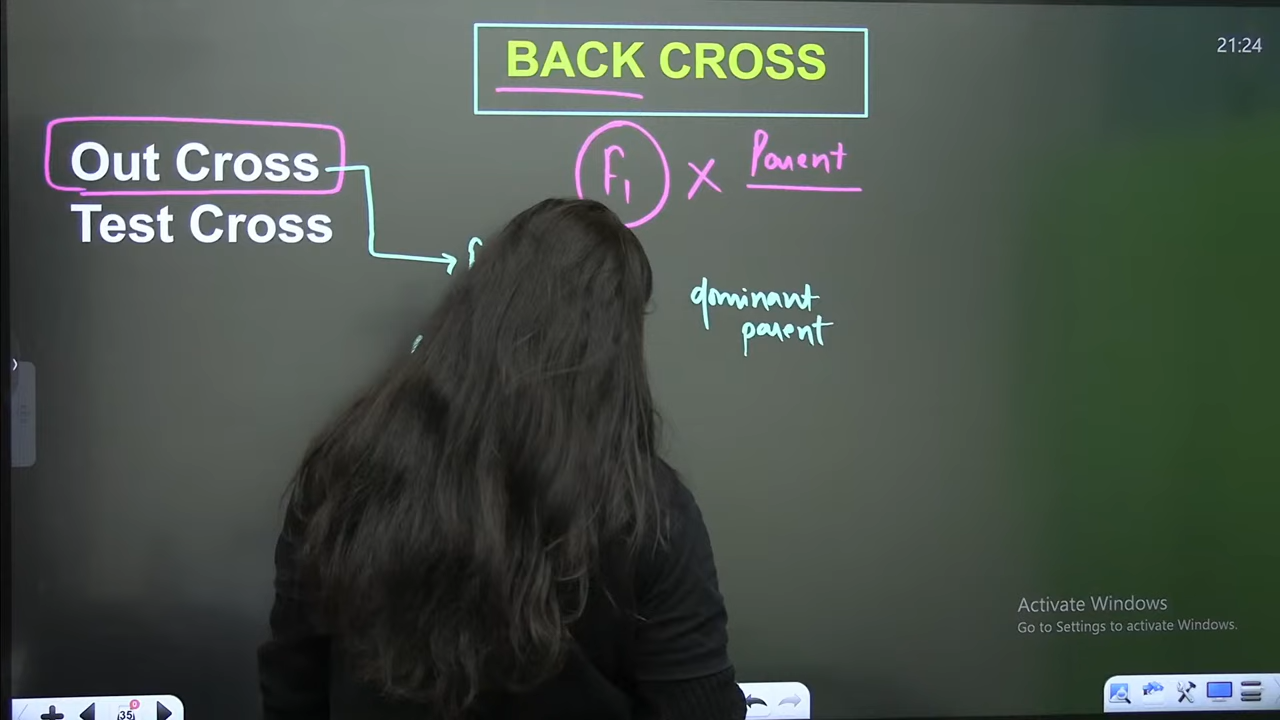 BACK CROSS
21:24
Out Cross
F1 × Parent
Test Cross
dominant
parent
Activate Windows
Go to Settings to activate Windows.
35